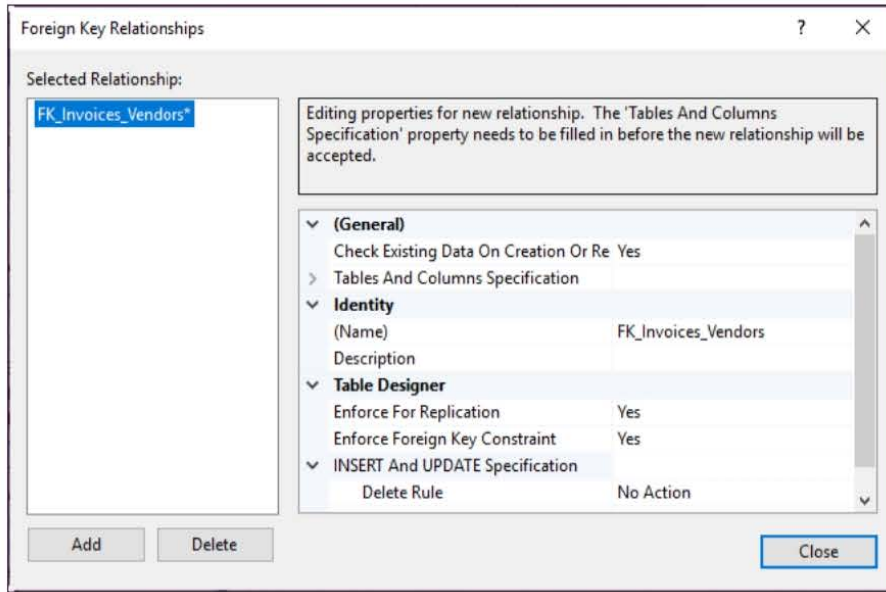 Foreign Key Relationships
? ×
Selected Relationship:
FK_Invoices_Vendors*
Editing properties for new relationship. The 'Tables And Columns
Specification' property needs to be filled in before the new relationship will be
accepted.
(General)
Check Existing Data On Creation Or Re Yes
Tables And Columns Specification
Identity
(Name) FK_Invoices_Vendors
Description
Table Designer
Enforce For Replication Yes
Enforce Foreign Key Constraint Yes
INSERT And UPDATE Specification
Delete Rule No Action
Add Delete
Close